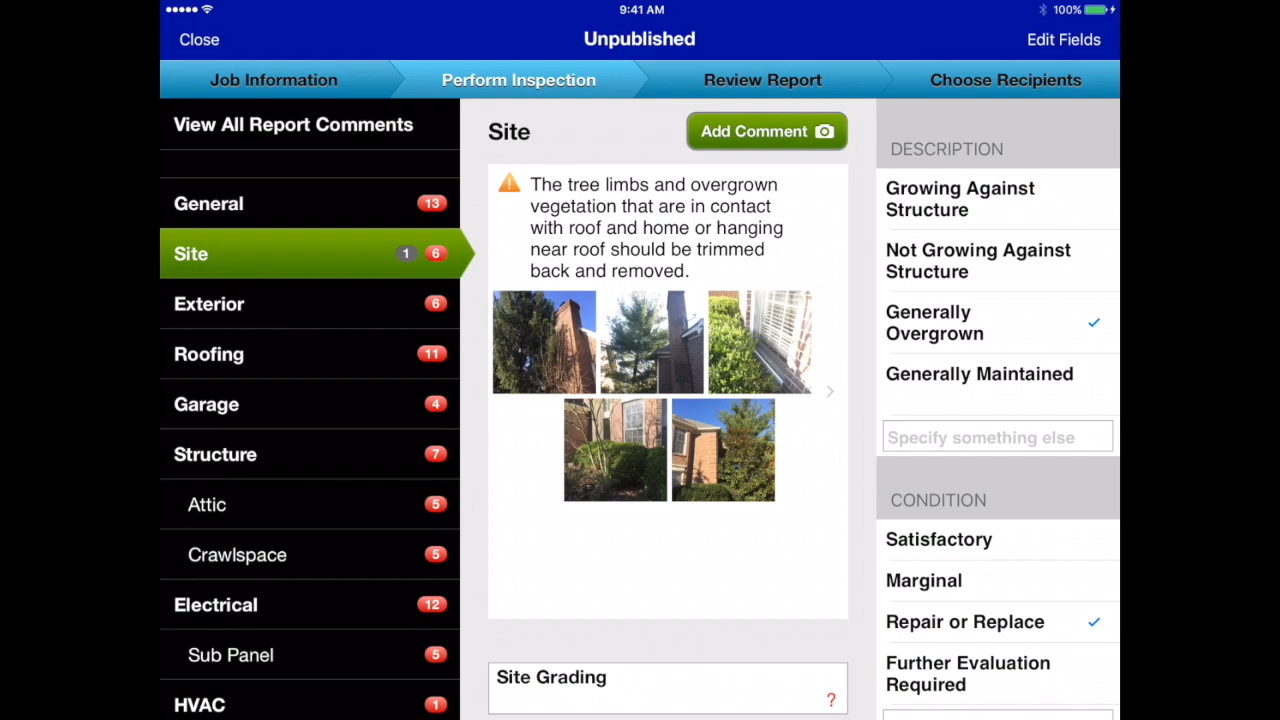 9:41 AM
100%
Close
Unpublished
Edit Fields
Job Information
Perform Inspection
Review Report
Choose Recipients
View All Report Comments
General 13
Site 1 6
Exterior 6
Roofing 11
Garage 4
Structure 7
Attic 5
Crawlspace 5
Electrical 12
Sub Panel 5
HVAC 1
Site
Add Comment
The tree limbs and overgrown
vegetation that are in contact
with roof and home or hanging
near roof should be trimmed
back and removed.
Site Grading
?
DESCRIPTION
Growing Against
Structure
Not Growing Against
Structure
Generally
Overgrown
Generally Maintained
Specify something else
CONDITION
Satisfactory
Marginal
Repair or Replace
Further Evaluation
Required